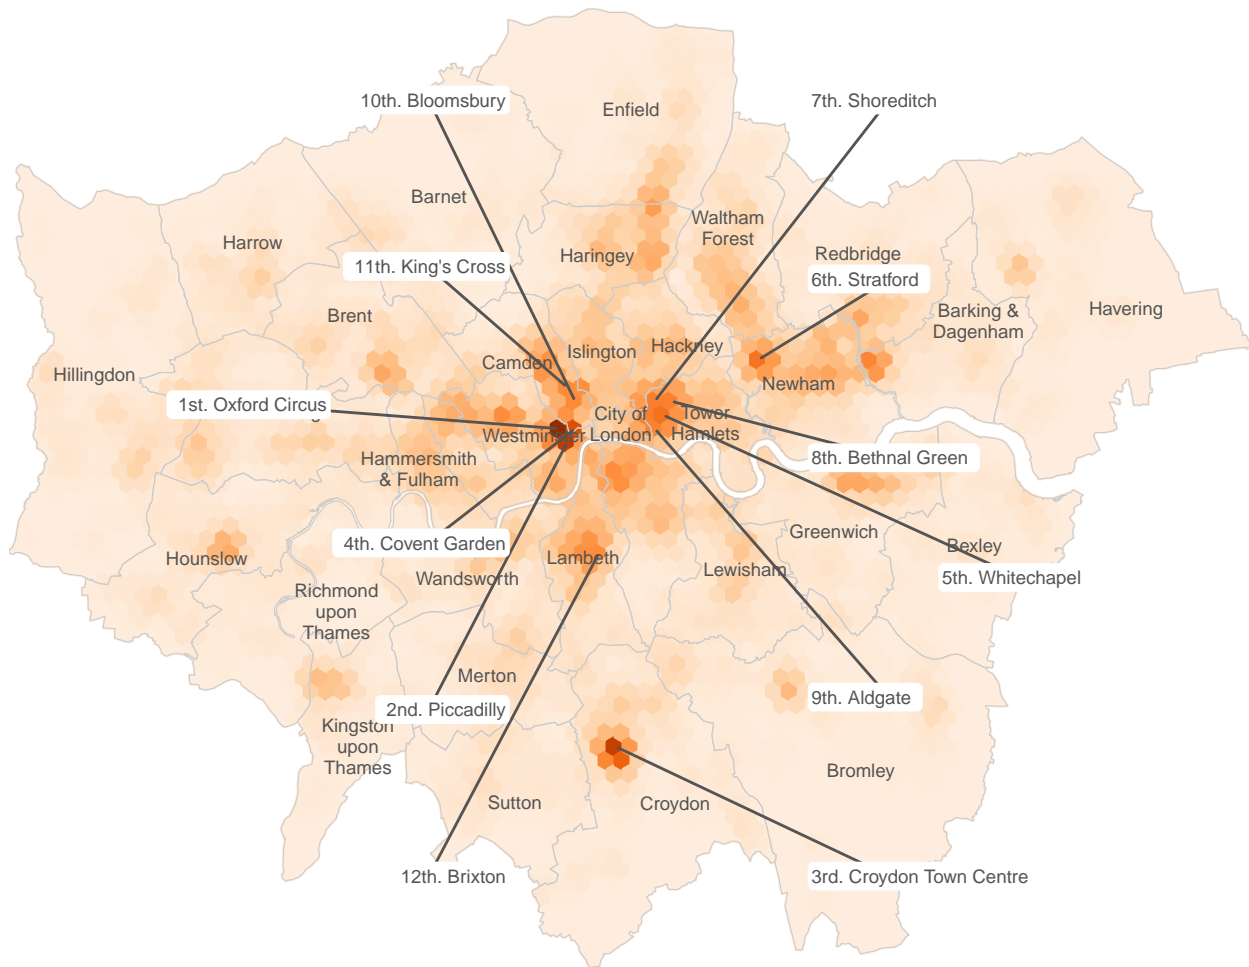 10th. Bloomsbury
7th. Shoreditch
Enfield
Barnet
Waltham
Forest
Harrow
Haringey
Redbridge
11th. King's Cross
6th. Stratford
Brent
Barking &
Dagenham
Havering
Islington
Hackney
Camden
Hillingdon
Newham
1st. Oxford Circus
City of
London
Tower
Hamlets
Westminster
Hammersmith
& Fulham
8th. Bethnal Green
Greenwich
4th. Covent Garden
Bexley
Hounslow
Lambeth
Wandsworth
Lewisham
5th. Whitechapel
Richmond
upon
Thames
Merton
9th. Aldgate
2nd. Piccadilly
Kingston
upon
Thames
Bromley
Sutton
Croydon
12th. Brixton
3rd. Croydon Town Centre